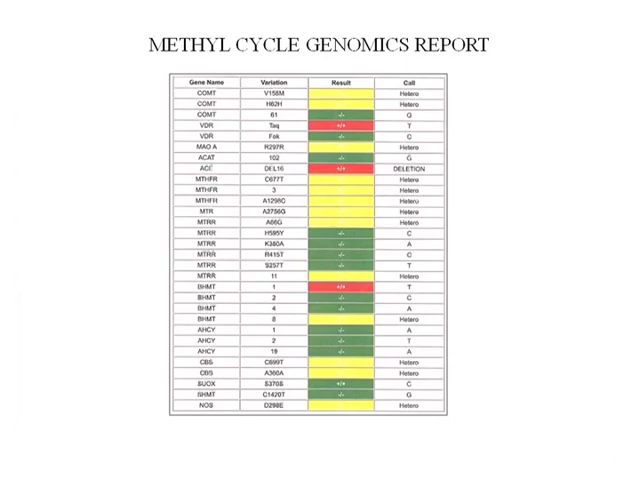 METHYL CYCLE GENOMICS REPORT
Gene Name Variation Result Call
COMT V158M Hetero
COMT H62H Hetero
COMT 61 -/- G
VDR Taq +/+ T
VDR Fok -/- C
MAO A R297R Hetero
ACAT 102 -/- G
ACE DEL16 +/+ DELETION
MTHFR C677T Hetero
MTHFR 3 Hetero
MTHFR A1298C Hetero
MTR A2756G Hetero
MTRR A66G Hetero
MTRR H595Y -/- C
MTRR K350A -/- A
MTRR R415T -/- C
MTRR S257T -/- T
MTRR 11 Hetero
BHMT 1 +/+ T
BHMT 2 -/- C
BHMT 4 -/- A
BHMT 8 Hetero
AHCY 1 -/- A
AHCY 2 -/- T
AHCY 19 -/- A
CBS C699T Hetero
CBS A360A Hetero
SUOX S370S +/+ C
SHMT C1420T -/- G
NOS D298E Hetero